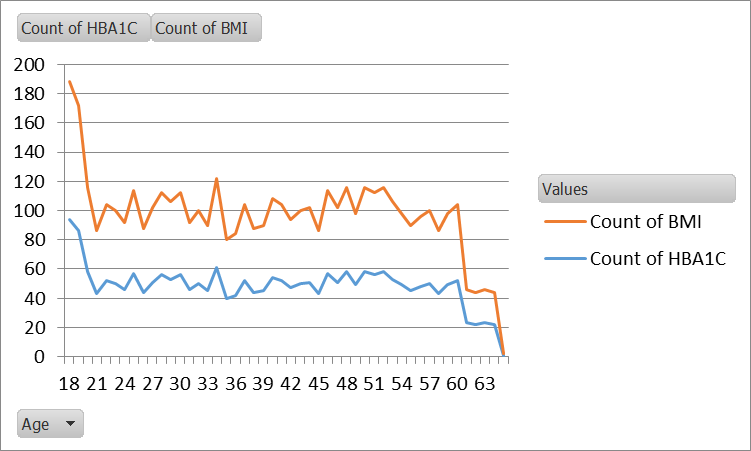 Count of HBA1C Count of BMI
200
180
160
140
120
100
80
60
40
20
0
18 21 24 27 30 33 36 39 42 45 48 51 54 57 60 63
Values
Count of BMI
Count of HBA1C
Age